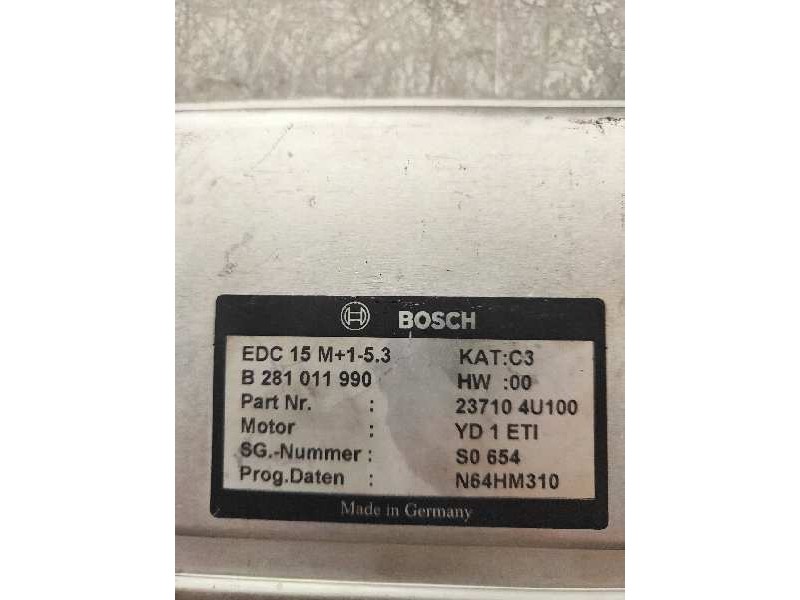 BOSCH
EDC 15 M+1-5.3 KAT:C3
B 281 011 990 HW :00
Part Nr. : 23710 4U100
Motor : YD 1 ETI
SG.-Nummer : S0 654
Prog.Daten : N64HM310
Made in Germany